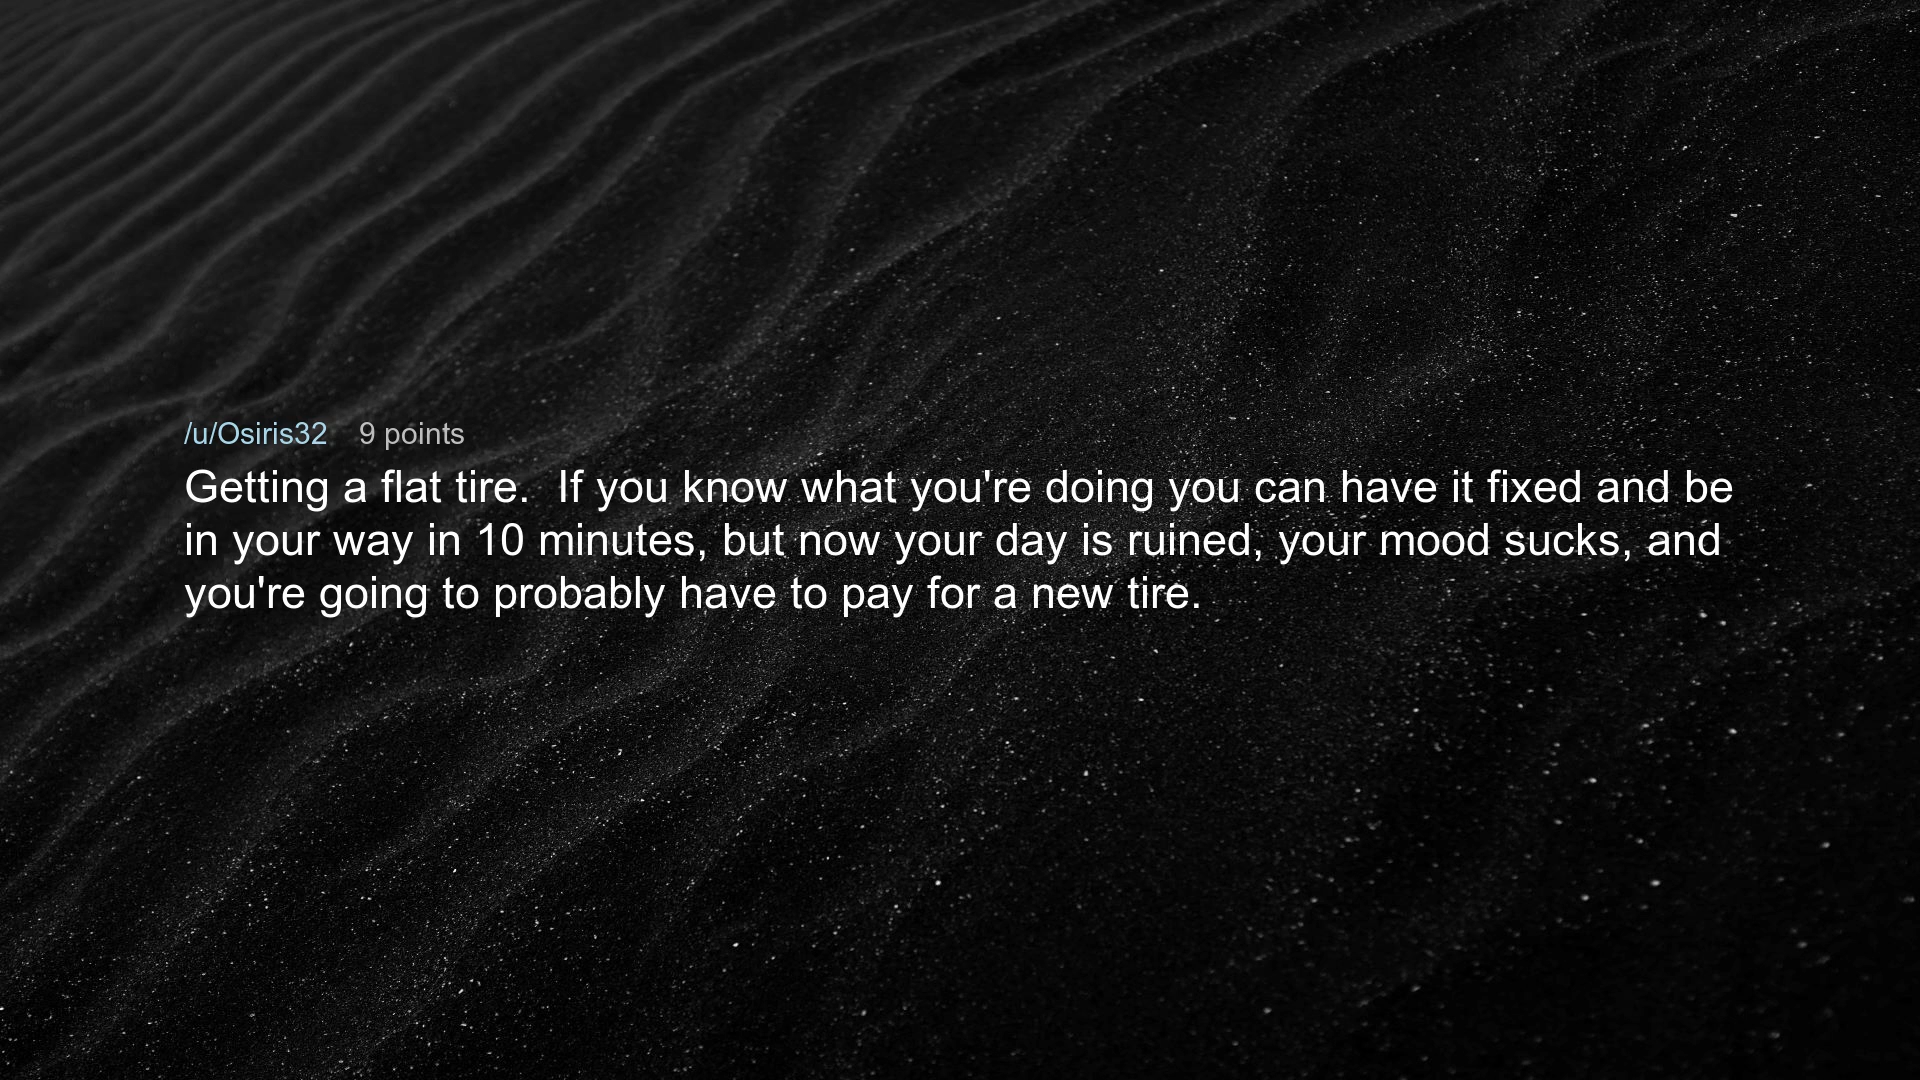 /u/Osiris32 9 points
Getting a flat tire.  If you know what you're doing you can have it fixed and be
in your way in 10 minutes, but now your day is ruined, your mood sucks, and
you're going to probably have to pay for a new tire.